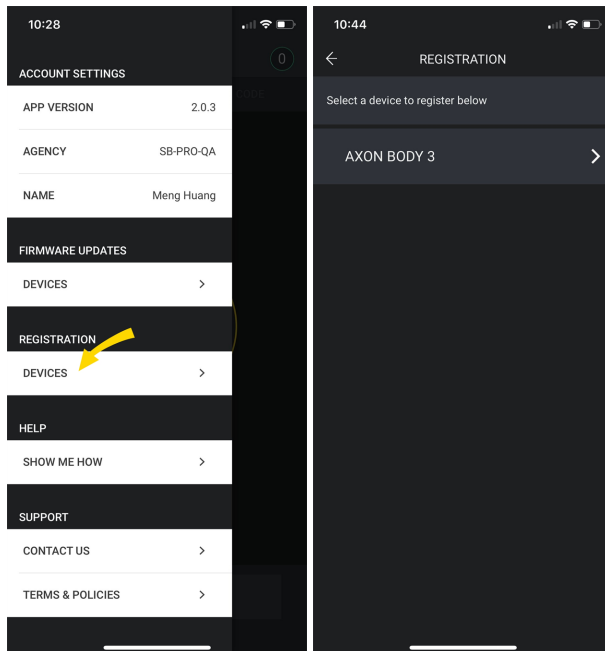 10:28
0
ACCOUNT SETTINGS
CODE
APP VERSION 2.0.3
AGENCY SB-PRO-QA
NAME Meng Huang
FIRMWARE UPDATES
DEVICES
REGISTRATION
DEVICES
HELP
SHOW ME HOW
SUPPORT
CONTACT US
TERMS & POLICIES
10:44
REGISTRATION
Select a device to register below
AXON BODY 3